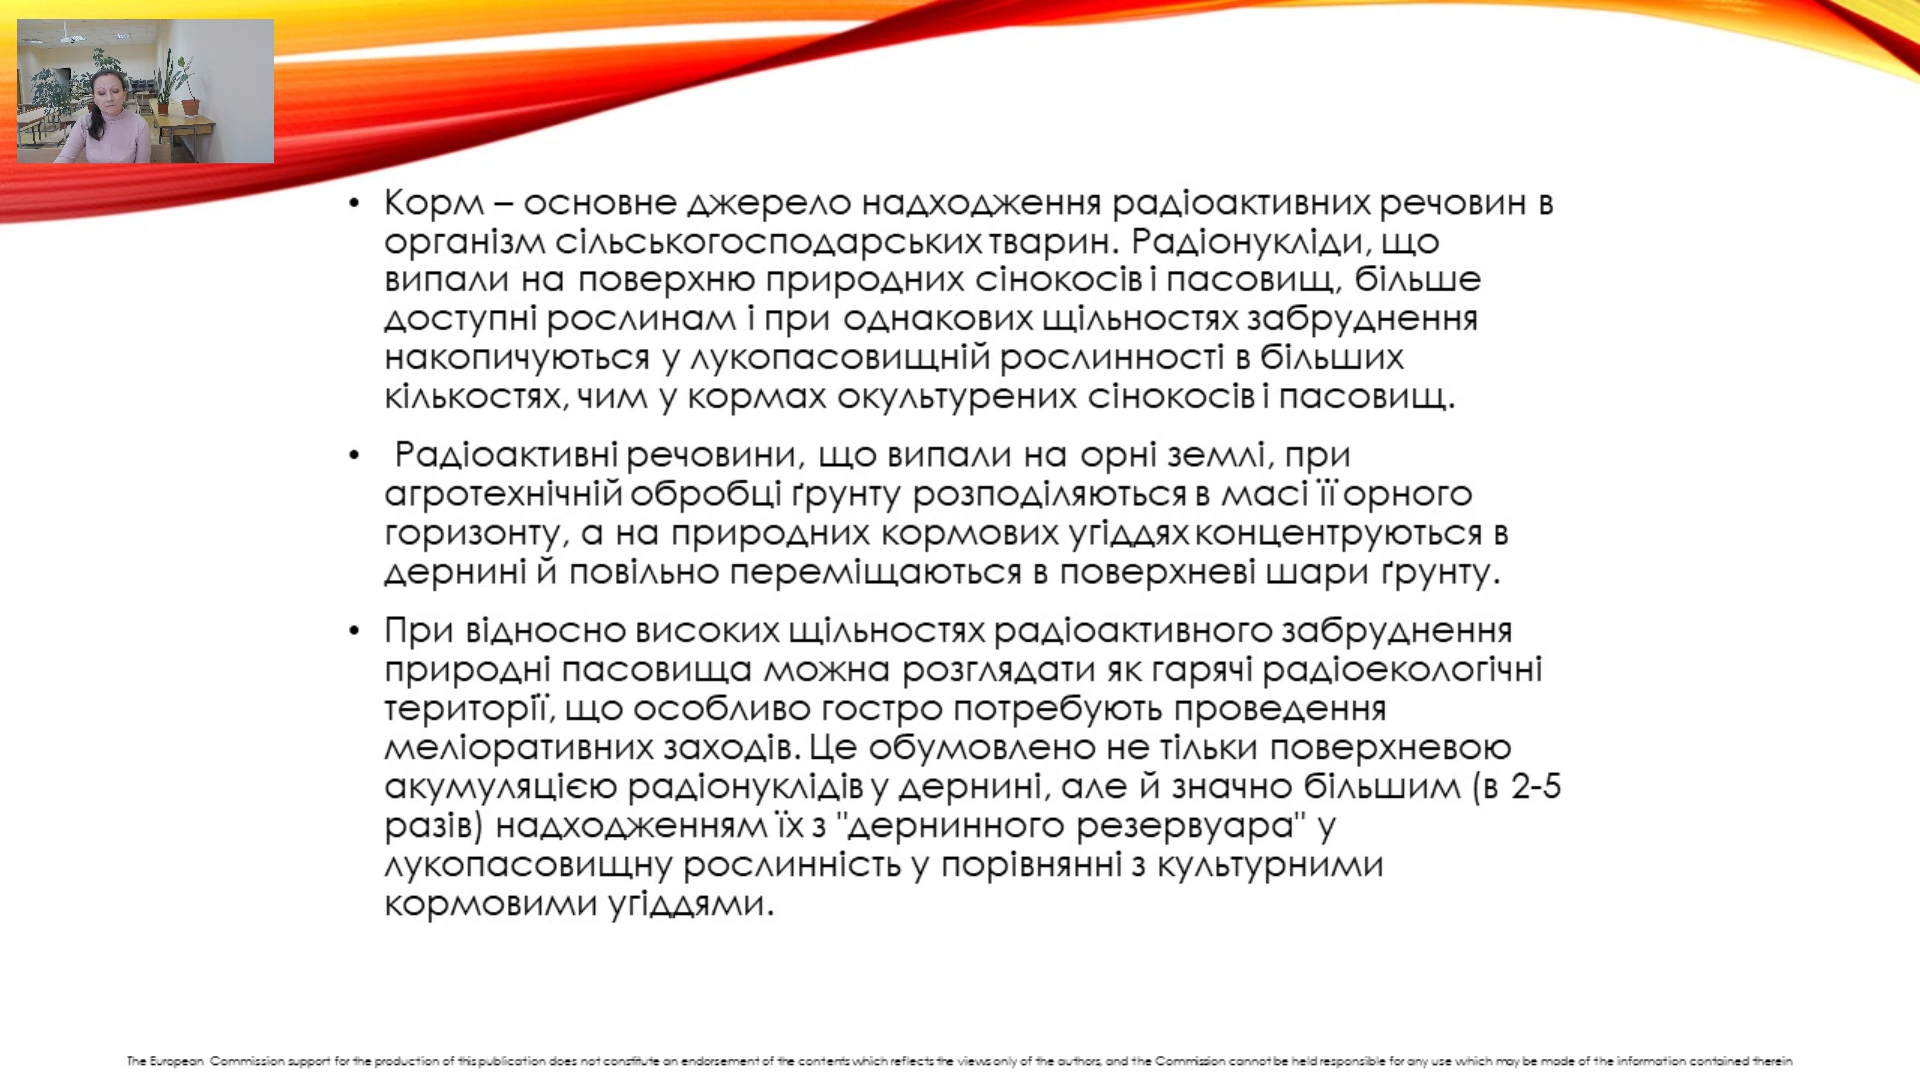 • Корм – основне джерело надходження радіоактивних речовин в
організм сільськогосподарських тварин. Радіонукліди, що
випали на поверхню природних сінокосів і пасовищ, більше
доступні рослинам і при однакових щільностях забруднення
накопичуються у лукопасовищній рослинності в більших
кількостях, чим у кормах окультурених сінокосів і пасовищ.
• Радіоактивні речовини, що випали на орні землі, при
агротехнічній обробці ґрунту розподіляються в масі її орного
горизонту, а на природних кормових угіддях концентруються в
дернині й повільно переміщаються в поверхневі шари ґрунту.
• При відносно високих щільностях радіоактивного забруднення
природні пасовища можна розглядати як гарячі радіоекологічні
території, що особливо гостро потребують проведення
меліоративних заходів. Це обумовлено не тільки поверхневою
акумуляцією радіонуклідів у дернині, але й значно більшим (в 2-5
разів) надходженням їх з "дернинного резервуара" у
лукопасовищну рослинність у порівнянні з культурними
кормовими угіддями.
The European Commission support for the production of this publication does not constitute an endorsement of the contents which reflects the views only of the authors, and the Commission cannot be held responsible for any use which may be made of the information contained therein